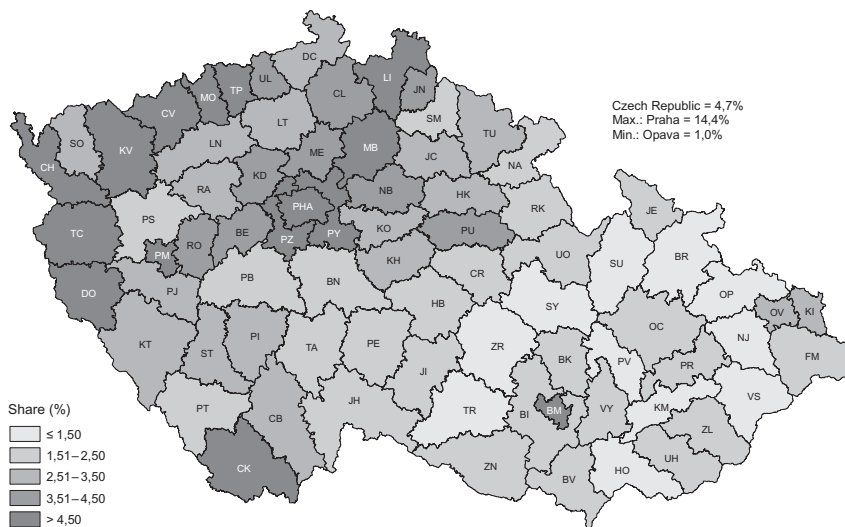 DC
LI
UL
TP
MO
CL
JN
CV
LT
SM
TU
SO
LN
ME
MB
JC
NA
CH
KV
RA
KD
NB
HK
RK
JE
PHA
TC
PS
RO
BE
KO
PU
PZ
PY
UO
PM
KH
SU
BR
DO
PJ
PB
BN
CR
OP
OV
KI
HB
SY
KT
ST
PI
TA
PE
ZR
OC
NJ
FM
BK
PV
PR
JI
PT
CB
JH
TR
BI
BM
VY
KM
VS
ZL
CK
ZN
BV
HO
UH
Czech Republic = 4,7%
Max.: Praha = 14,4%
Min.: Opava = 1,0%
Share (%)
≤ 1,50
1,51–2,50
2,51–3,50
3,51–4,50
> 4,50